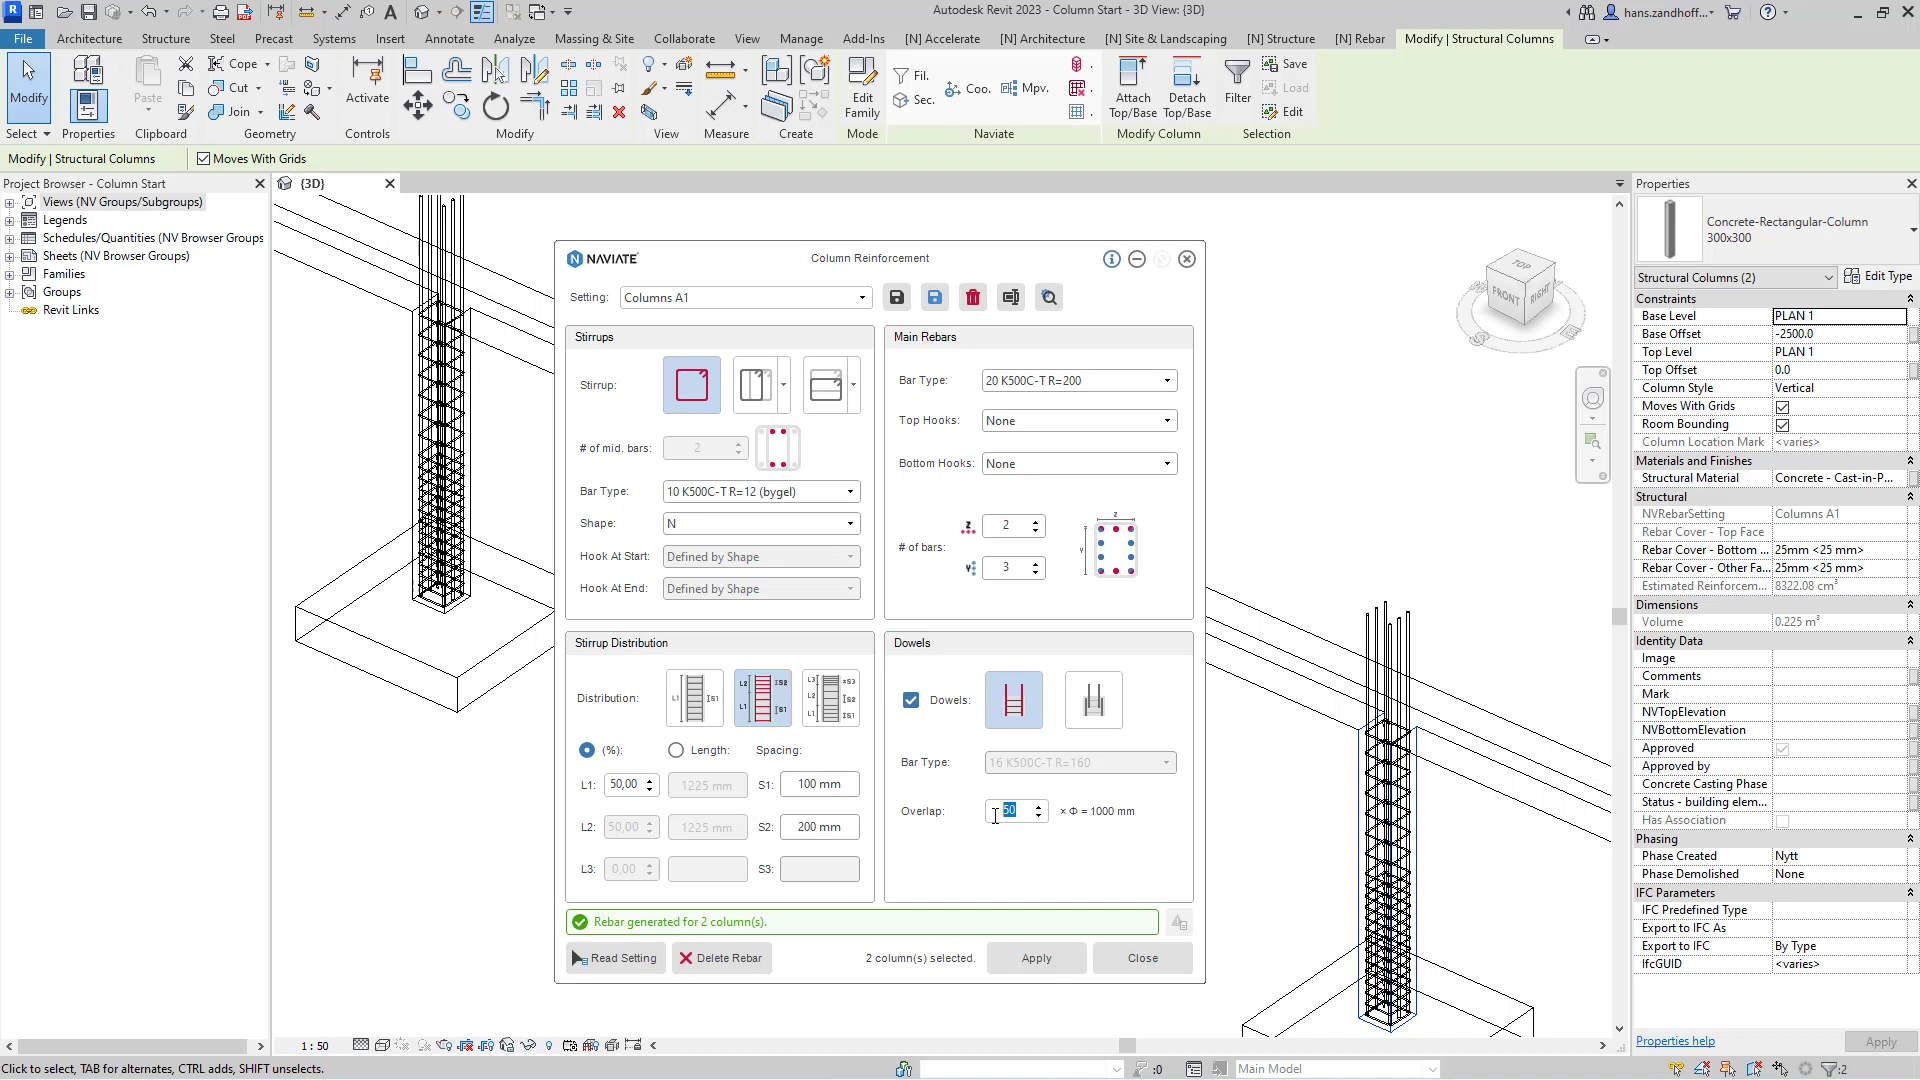 Autodesk Revit 2023 - Column Start - 3D View: {3D}
hans.zandhoff...
File
Architecture
Structure
Steel
Precast
Systems
Insert
Annotate
Analyze
Massing & Site
Collaborate
View
Manage
Add-Ins
[N] Accelerate
[N] Architecture
[N] Site & Landscaping
[N] Structure
[N] Rebar
Modify | Structural Columns
Modify
Paste
Cope
Cut
Join
Activate
Edit
Family
Fil.
Sec.
Coo.
Mpv.
Attach
Top/Base
Detach
Top/Base
Filter
Save
Load
Edit
Select
Properties
Clipboard
Geometry
Controls
Modify
View
Measure
Create
Mode
Naviate
Modify Column
Selection
Modify | Structural Columns
Moves With Grids
Project Browser - Column Start
Views (NV Groups/Subgroups)
Legends
Schedules/Quantities (NV Browser Groups
Sheets (NV Browser Groups)
Families
Groups
Revit Links
{3D}
TOP
FRONT
RIGHT
NAVIATE
Column Reinforcement
Setting:
Columns A1
Stirrups
Stirrup:
# of mid. bars:
2
Bar Type:
10 K500C-T R=12 (bygel)
Shape:
N
Hook At Start:
Defined by Shape
Hook At End:
Defined by Shape
Main Rebars
Bar Type:
20 K500C-T R=200
Top Hooks:
None
Bottom Hooks:
None
# of bars:
Z
2
Y
3
Z
Y
Stirrup Distribution
Distribution:
L1 S1
L2 S2
L1 S1
L3 S3
L2 S2
L1 S1
(%):
Length:
Spacing:
L1:
50,00
1225 mm
S1:
100 mm
L2:
50,00
1225 mm
S2:
200 mm
L3:
0,00
S3:
Dowels
Dowels:
Bar Type:
16 K500C-T R=160
Overlap:
50
× Φ = 1000 mm
Rebar generated for 2 column(s).
Read Setting
Delete Rebar
2 column(s) selected.
Apply
Close
Properties
Concrete-Rectangular-Column
300x300
Structural Columns (2)
Edit Type
Constraints
Base Level
PLAN 1
Base Offset
-2500.0
Top Level
PLAN 1
Top Offset
0.0
Column Style
Vertical
Moves With Grids
Room Bounding
Column Location Mark
<varies>
Materials and Finishes
Structural Material
Concrete - Cast-in-P...
Structural
NVRebarSetting
Columns A1
Rebar Cover - Top Face
Rebar Cover - Bottom ...
25mm <25 mm>
Rebar Cover - Other Fa...
25mm <25 mm>
Estimated Reinforcem...
8322.08 cm³
Dimensions
Volume
0.225 m³
Identity Data
Image
Comments
Mark
NVTopElevation
NVBottomElevation
Approved
Approved by
Concrete Casting Phase
Status - building elem...
Has Association
Phasing
Phase Created
Nytt
Phase Demolished
None
IFC Parameters
IFC Predefined Type
Export to IFC As
Export to IFC
By Type
IfcGUID
<varies>
Properties help
Apply
1 : 50
Click to select, TAB for alternates, CTRL adds, SHIFT unselects.
:0
Main Model
:2